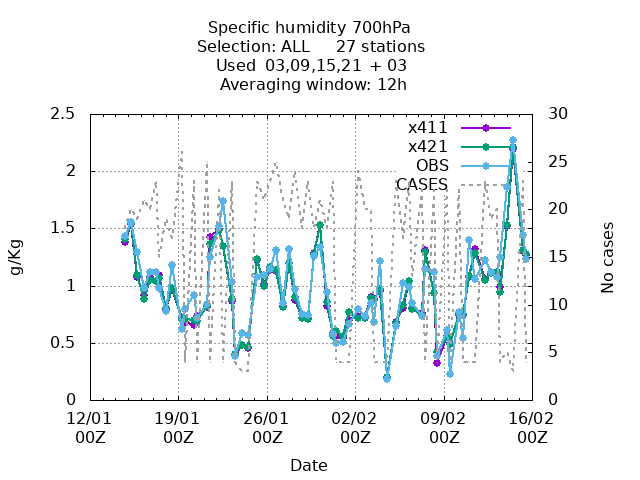 Specific humidity 700hPa
Selection: ALL 27 stations
Used 03,09,15,21 + 03
Averaging window: 12h
x411
x421
OBS
CASES
g/Kg
2.5
2
1.5
1
0.5
0
No cases
30
25
20
15
10
5
0
12/01 19/01 26/01 02/02 09/02 16/02
00Z 00Z 00Z 00Z 00Z 00Z
Date